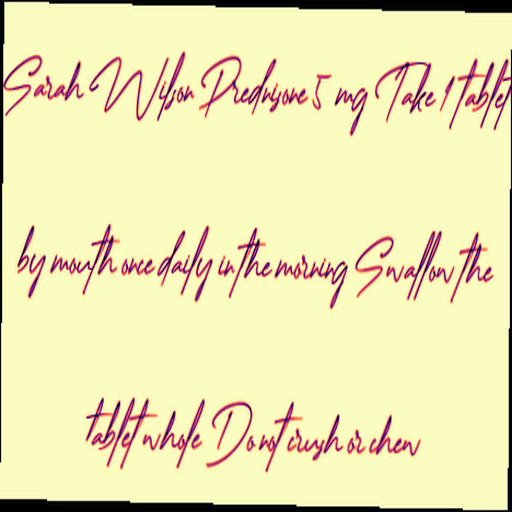 Sarah Wilson Prednisone 5 mg Take 1 tablet
by mouth once daily in the morning Swallow the
tablet whole Do not crush or chew